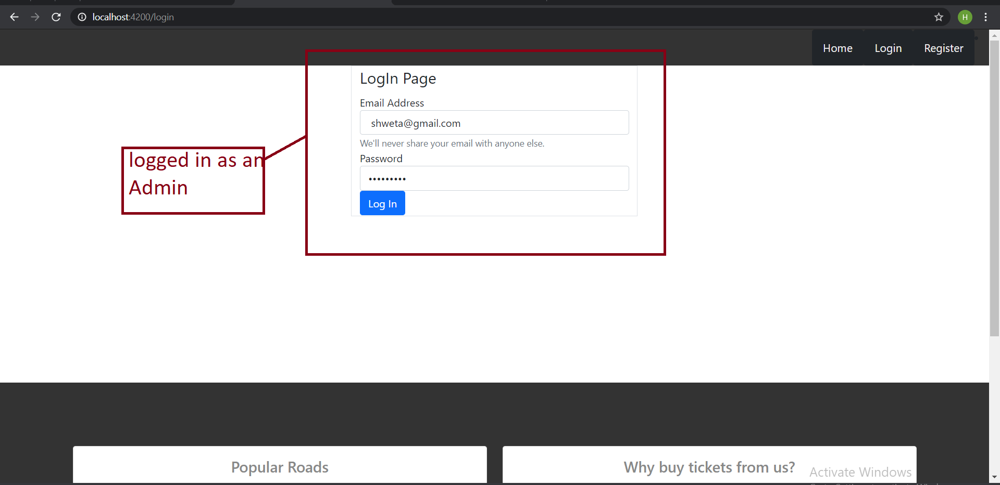 localhost:4200/login
H
Home Login Register
LogIn Page
Email Address
shweta@gmail.com
We'll never share your email with anyone else.
Password
•••••••••
Log In
logged in as an
Admin
Popular Roads
Why buy tickets from us?
Activate Windows